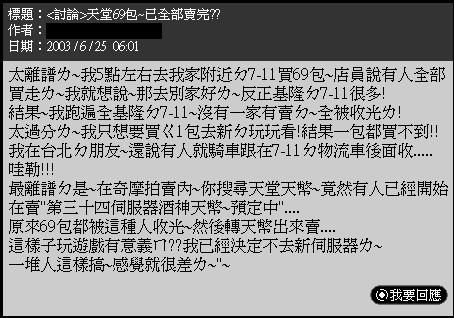 標題：<討論>天堂69包~已全部賣完??
作者：
日期：2003 / 6 / 25  06:01
太離譜ㄌ~我5點左右去我家附近ㄌ7-11買69包~店員說有人全部
買走ㄌ~我就想說~那去別家好ㄌ~反正基隆ㄌ7-11很多!
結果~我跑遍全基隆ㄌ7-11~沒有一家有賣ㄌ~全被收光ㄌ!
太過分ㄌ~我只想要買ㄍ1包去新ㄌ玩玩看!結果一包都買不到!!
我在台北ㄌ朋友~還說有人就騎車跟在7-11ㄌ物流車後面收.....
哇勒!!!
最離譜ㄌ是~在奇摩拍賣內~你搜尋天堂天幣~竟然有人已經開始
在賣"第三十四伺服器酒神天幣~預定中"....
原來69包都被這種人收光~然後轉天幣出來賣....
這樣子玩遊戲有意義ㄇ??我已經決定不去新伺服器ㄌ~
一堆人這樣搞~感覺就很差ㄌ~"~
我要回應